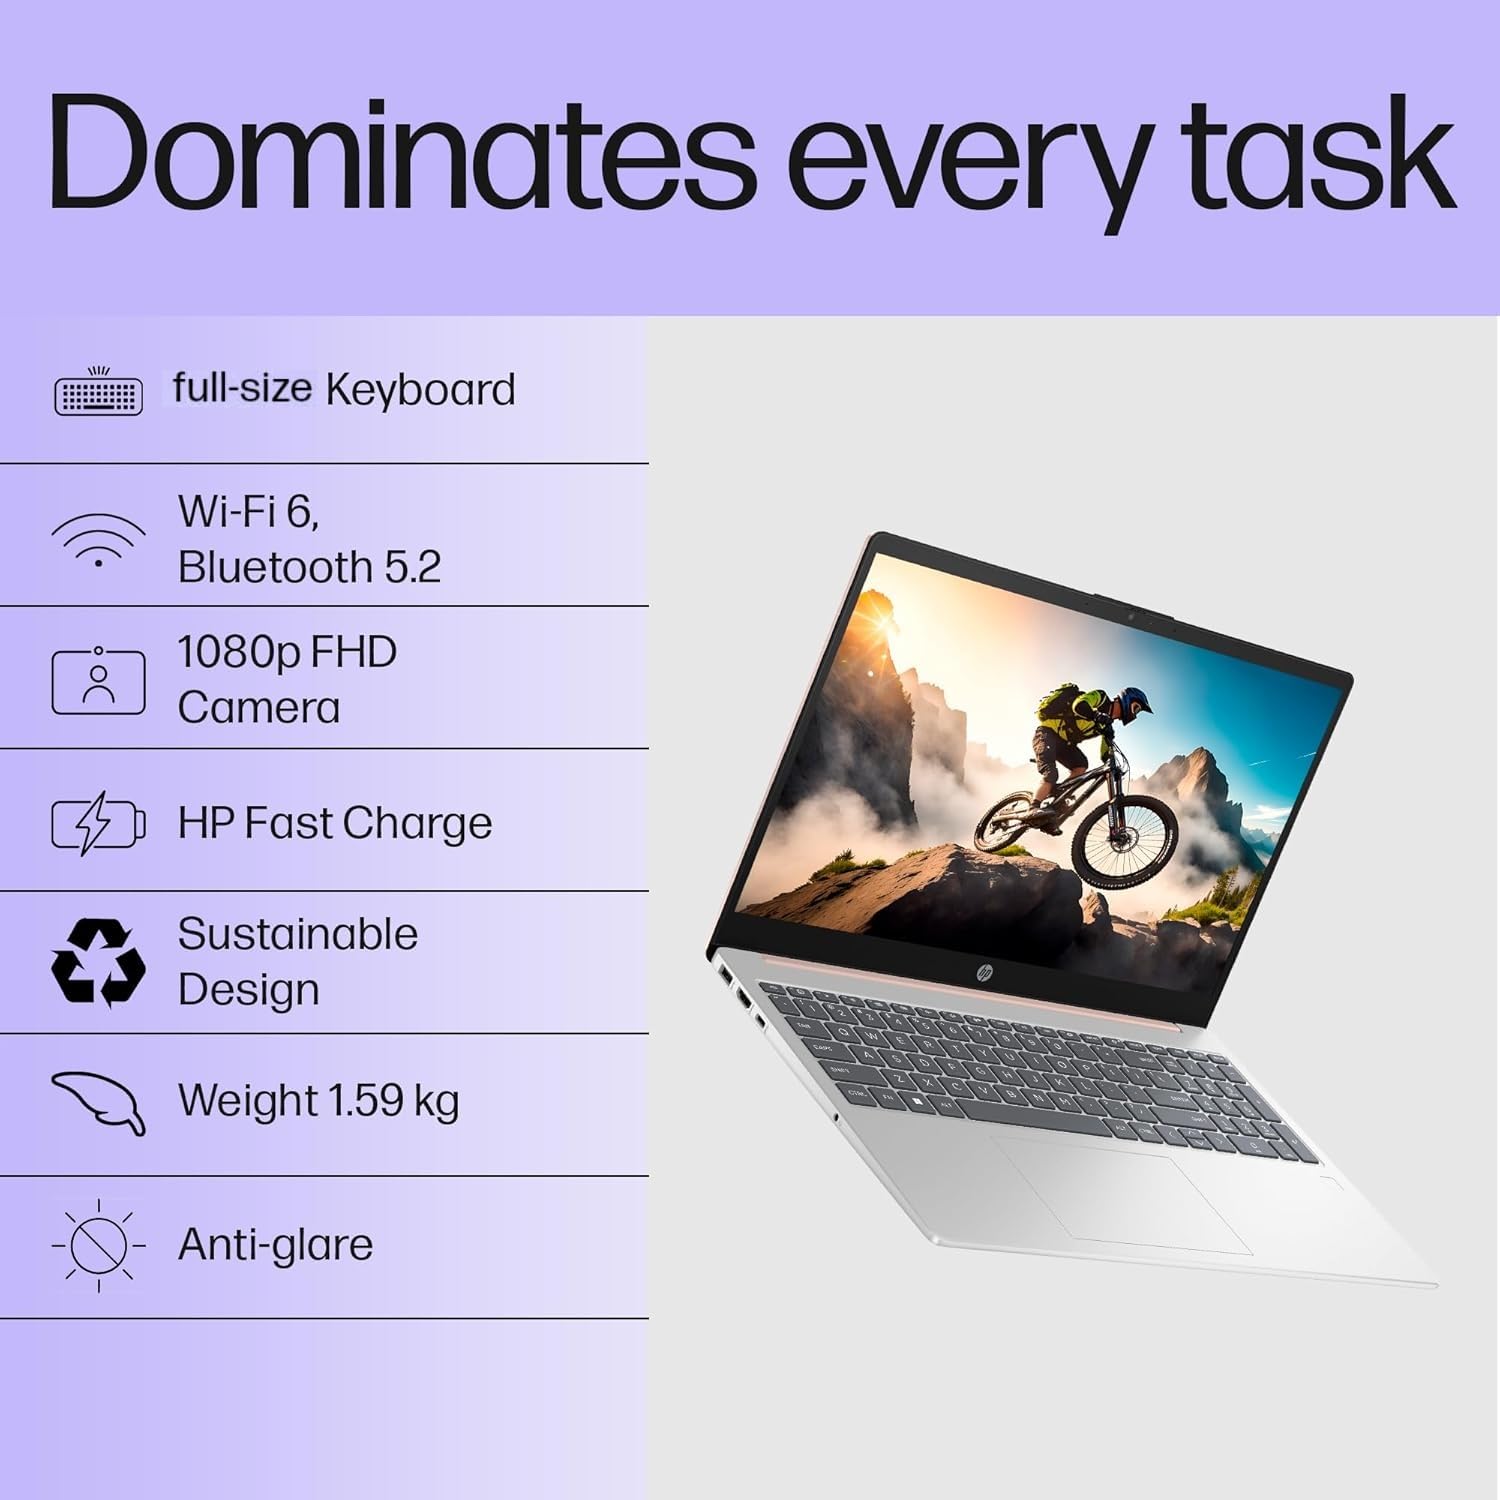 Dominates every task
full-size Keyboard
Wi-Fi 6,
Bluetooth 5.2
1080p FHD
Camera
HP Fast Charge
Sustainable
Design
Weight 1.59 kg
Anti-glare
hp